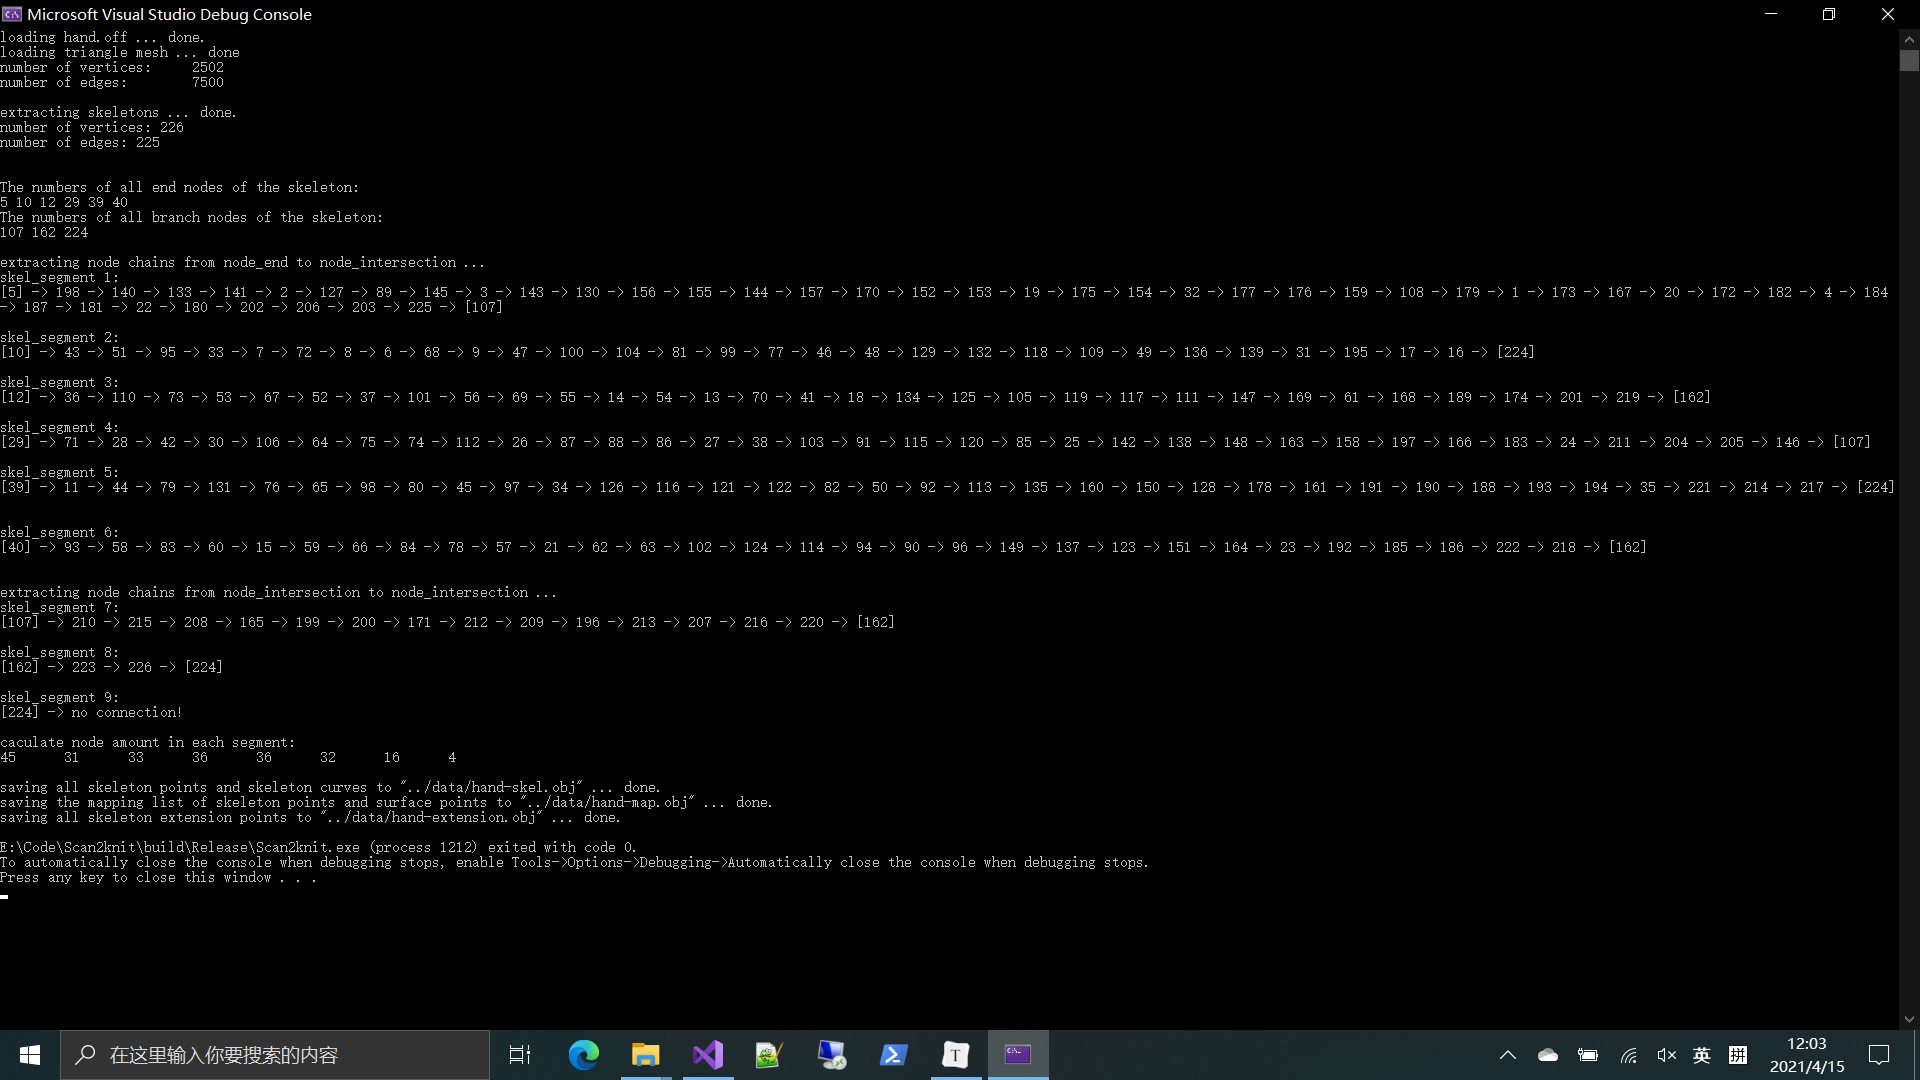 Microsoft Visual Studio Debug Console
loading hand.off ... done.
loading triangle mesh ... done
number of vertices:     2502
number of edges:        7500
extracting skeletons ... done.
number of vertices: 226
number of edges: 225
The numbers of all end nodes of the skeleton:
5 10 12 29 39 40
The numbers of all branch nodes of the skeleton:
107 162 224
extracting node chains from node_end to node_intersection ...
skel_segment 1:
[5] -> 198 -> 140 -> 133 -> 141 -> 2 -> 127 -> 89 -> 145 -> 3 -> 143 -> 130 -> 156 -> 155 -> 144 -> 157 -> 170 -> 152 -> 153 -> 19 -> 175 -> 154 -> 32 -> 177 -> 176 -> 159 -> 108 -> 179 -> 1 -> 173 -> 167 -> 20 -> 172 -> 182 -> 4 -> 184
-> 187 -> 181 -> 22 -> 180 -> 202 -> 206 -> 203 -> 225 -> [107]
skel_segment 2:
[10] -> 43 -> 51 -> 95 -> 33 -> 7 -> 72 -> 8 -> 6 -> 68 -> 9 -> 47 -> 100 -> 104 -> 81 -> 99 -> 77 -> 46 -> 48 -> 129 -> 132 -> 118 -> 109 -> 49 -> 136 -> 139 -> 31 -> 195 -> 17 -> 16 -> [224]
skel_segment 3:
[12] -> 36 -> 110 -> 73 -> 53 -> 67 -> 52 -> 37 -> 101 -> 56 -> 69 -> 55 -> 14 -> 54 -> 13 -> 70 -> 41 -> 18 -> 134 -> 125 -> 105 -> 119 -> 117 -> 111 -> 147 -> 169 -> 61 -> 168 -> 189 -> 174 -> 201 -> 219 -> [162]
skel_segment 4:
[29] -> 71 -> 28 -> 42 -> 30 -> 106 -> 64 -> 75 -> 74 -> 112 -> 26 -> 87 -> 88 -> 86 -> 27 -> 38 -> 103 -> 91 -> 115 -> 120 -> 85 -> 25 -> 142 -> 138 -> 148 -> 163 -> 158 -> 197 -> 166 -> 183 -> 24 -> 211 -> 204 -> 205 -> 146 -> [107]
skel_segment 5:
[39] -> 11 -> 44 -> 79 -> 131 -> 76 -> 65 -> 98 -> 80 -> 45 -> 97 -> 34 -> 126 -> 116 -> 121 -> 122 -> 82 -> 50 -> 92 -> 113 -> 135 -> 160 -> 150 -> 128 -> 178 -> 161 -> 191 -> 190 -> 188 -> 193 -> 194 -> 35 -> 221 -> 214 -> 217 -> [224]
skel_segment 6:
[40] -> 93 -> 58 -> 83 -> 60 -> 15 -> 59 -> 66 -> 84 -> 78 -> 57 -> 21 -> 62 -> 63 -> 102 -> 124 -> 114 -> 94 -> 90 -> 96 -> 149 -> 137 -> 123 -> 151 -> 164 -> 23 -> 192 -> 185 -> 186 -> 222 -> 218 -> [162]
extracting node chains from node_intersection to node_intersection ...
skel_segment 7:
[107] -> 210 -> 215 -> 208 -> 165 -> 199 -> 200 -> 171 -> 212 -> 209 -> 196 -> 213 -> 207 -> 216 -> 220 -> [162]
skel_segment 8:
[162] -> 223 -> 226 -> [224]
skel_segment 9:
[224] -> no connection!
caculate node amount in each segment:
45      31      33      36      36      32      16      4
saving all skeleton points and skeleton curves to "../data/hand-skel.obj" ... done.
saving the mapping list of skeleton points and surface points to "../data/hand-map.obj" ... done.
saving all skeleton extension points to "../data/hand-extension.obj" ... done.
E:\Code\Scan2knit\build\Release\Scan2knit.exe (process 1212) exited with code 0.
To automatically close the console when debugging stops, enable Tools->Options->Debugging->Automatically close the console when debugging stops.
Press any key to close this window . . .
在这里输入你要搜索的内容
英
拼
12:03
2021/4/15